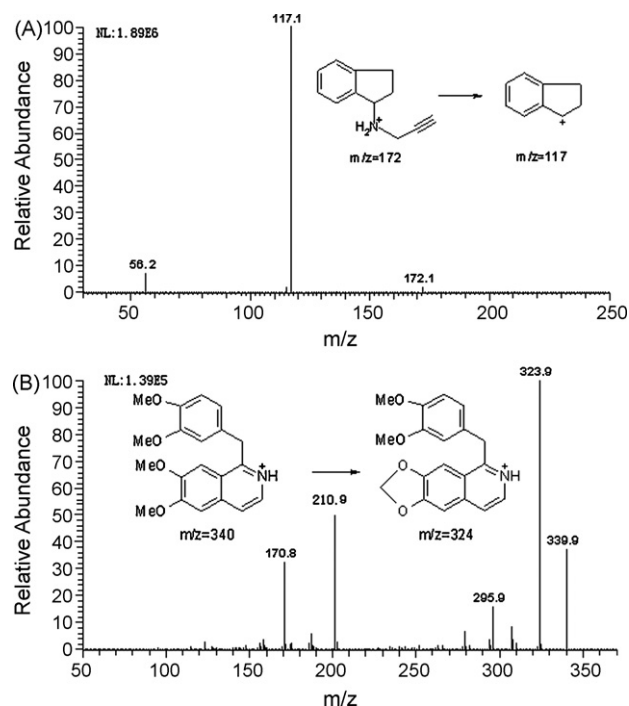 (A)
NL:1.89E6
117.1
H2N+
m/z=172
+
m/z=117
56.2
172.1
Relative Abundance
100
90
80
70
60
50
40
30
20
10
0
50 100 150 200 250
m/z
(B)
NL:1.39E5
323.9
MeO
MeO
MeO
MeO
+
NH
m/z=340
MeO
MeO
O
O
+
NH
m/z=324
210.9
170.8
295.9
339.9
Relative Abundance
100
90
80
70
60
50
40
30
20
10
0
50 100 150 200 250 300 350
m/z